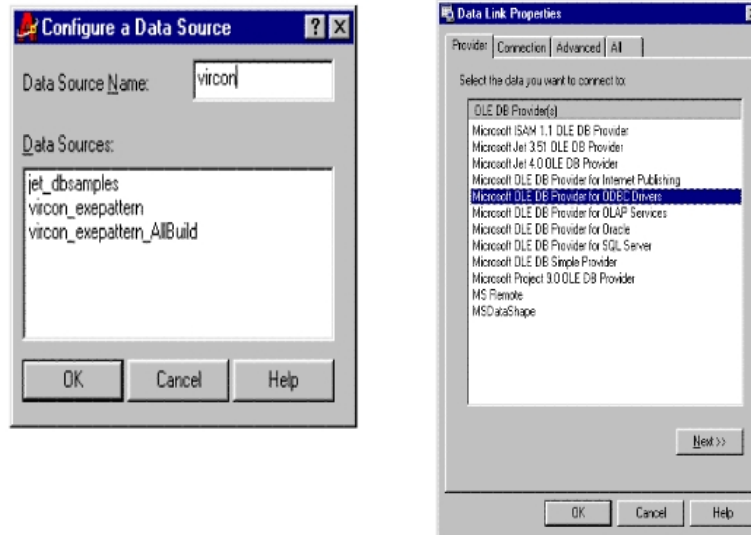 Configure a Data Source
Data Source Name: vircon
Data Sources:
jet_dbsamples
vircon_exepattern
vircon_exepattern_AllBuild
OK Cancel Help
Data Link Properties
Provider Connection Advanced All
Select the data you want to connect to:
OLE DB Provider(s)
Microsoft ISAM 1.1 OLE DB Provider
Microsoft Jet 3.51 OLE DB Provider
Microsoft Jet 4.0 OLE DB Provider
Microsoft OLE DB Provider for Internet Publishing
Microsoft OLE DB Provider for ODBC Drivers
Microsoft OLE DB Provider for OLAP Services
Microsoft OLE DB Provider for Oracle
Microsoft OLE DB Provider for SQL Server
Microsoft OLE DB Simple Provider
Microsoft Project 9.0 OLE DB Provider
MS Remote
MSDataShape
Next >>
OK Cancel Help